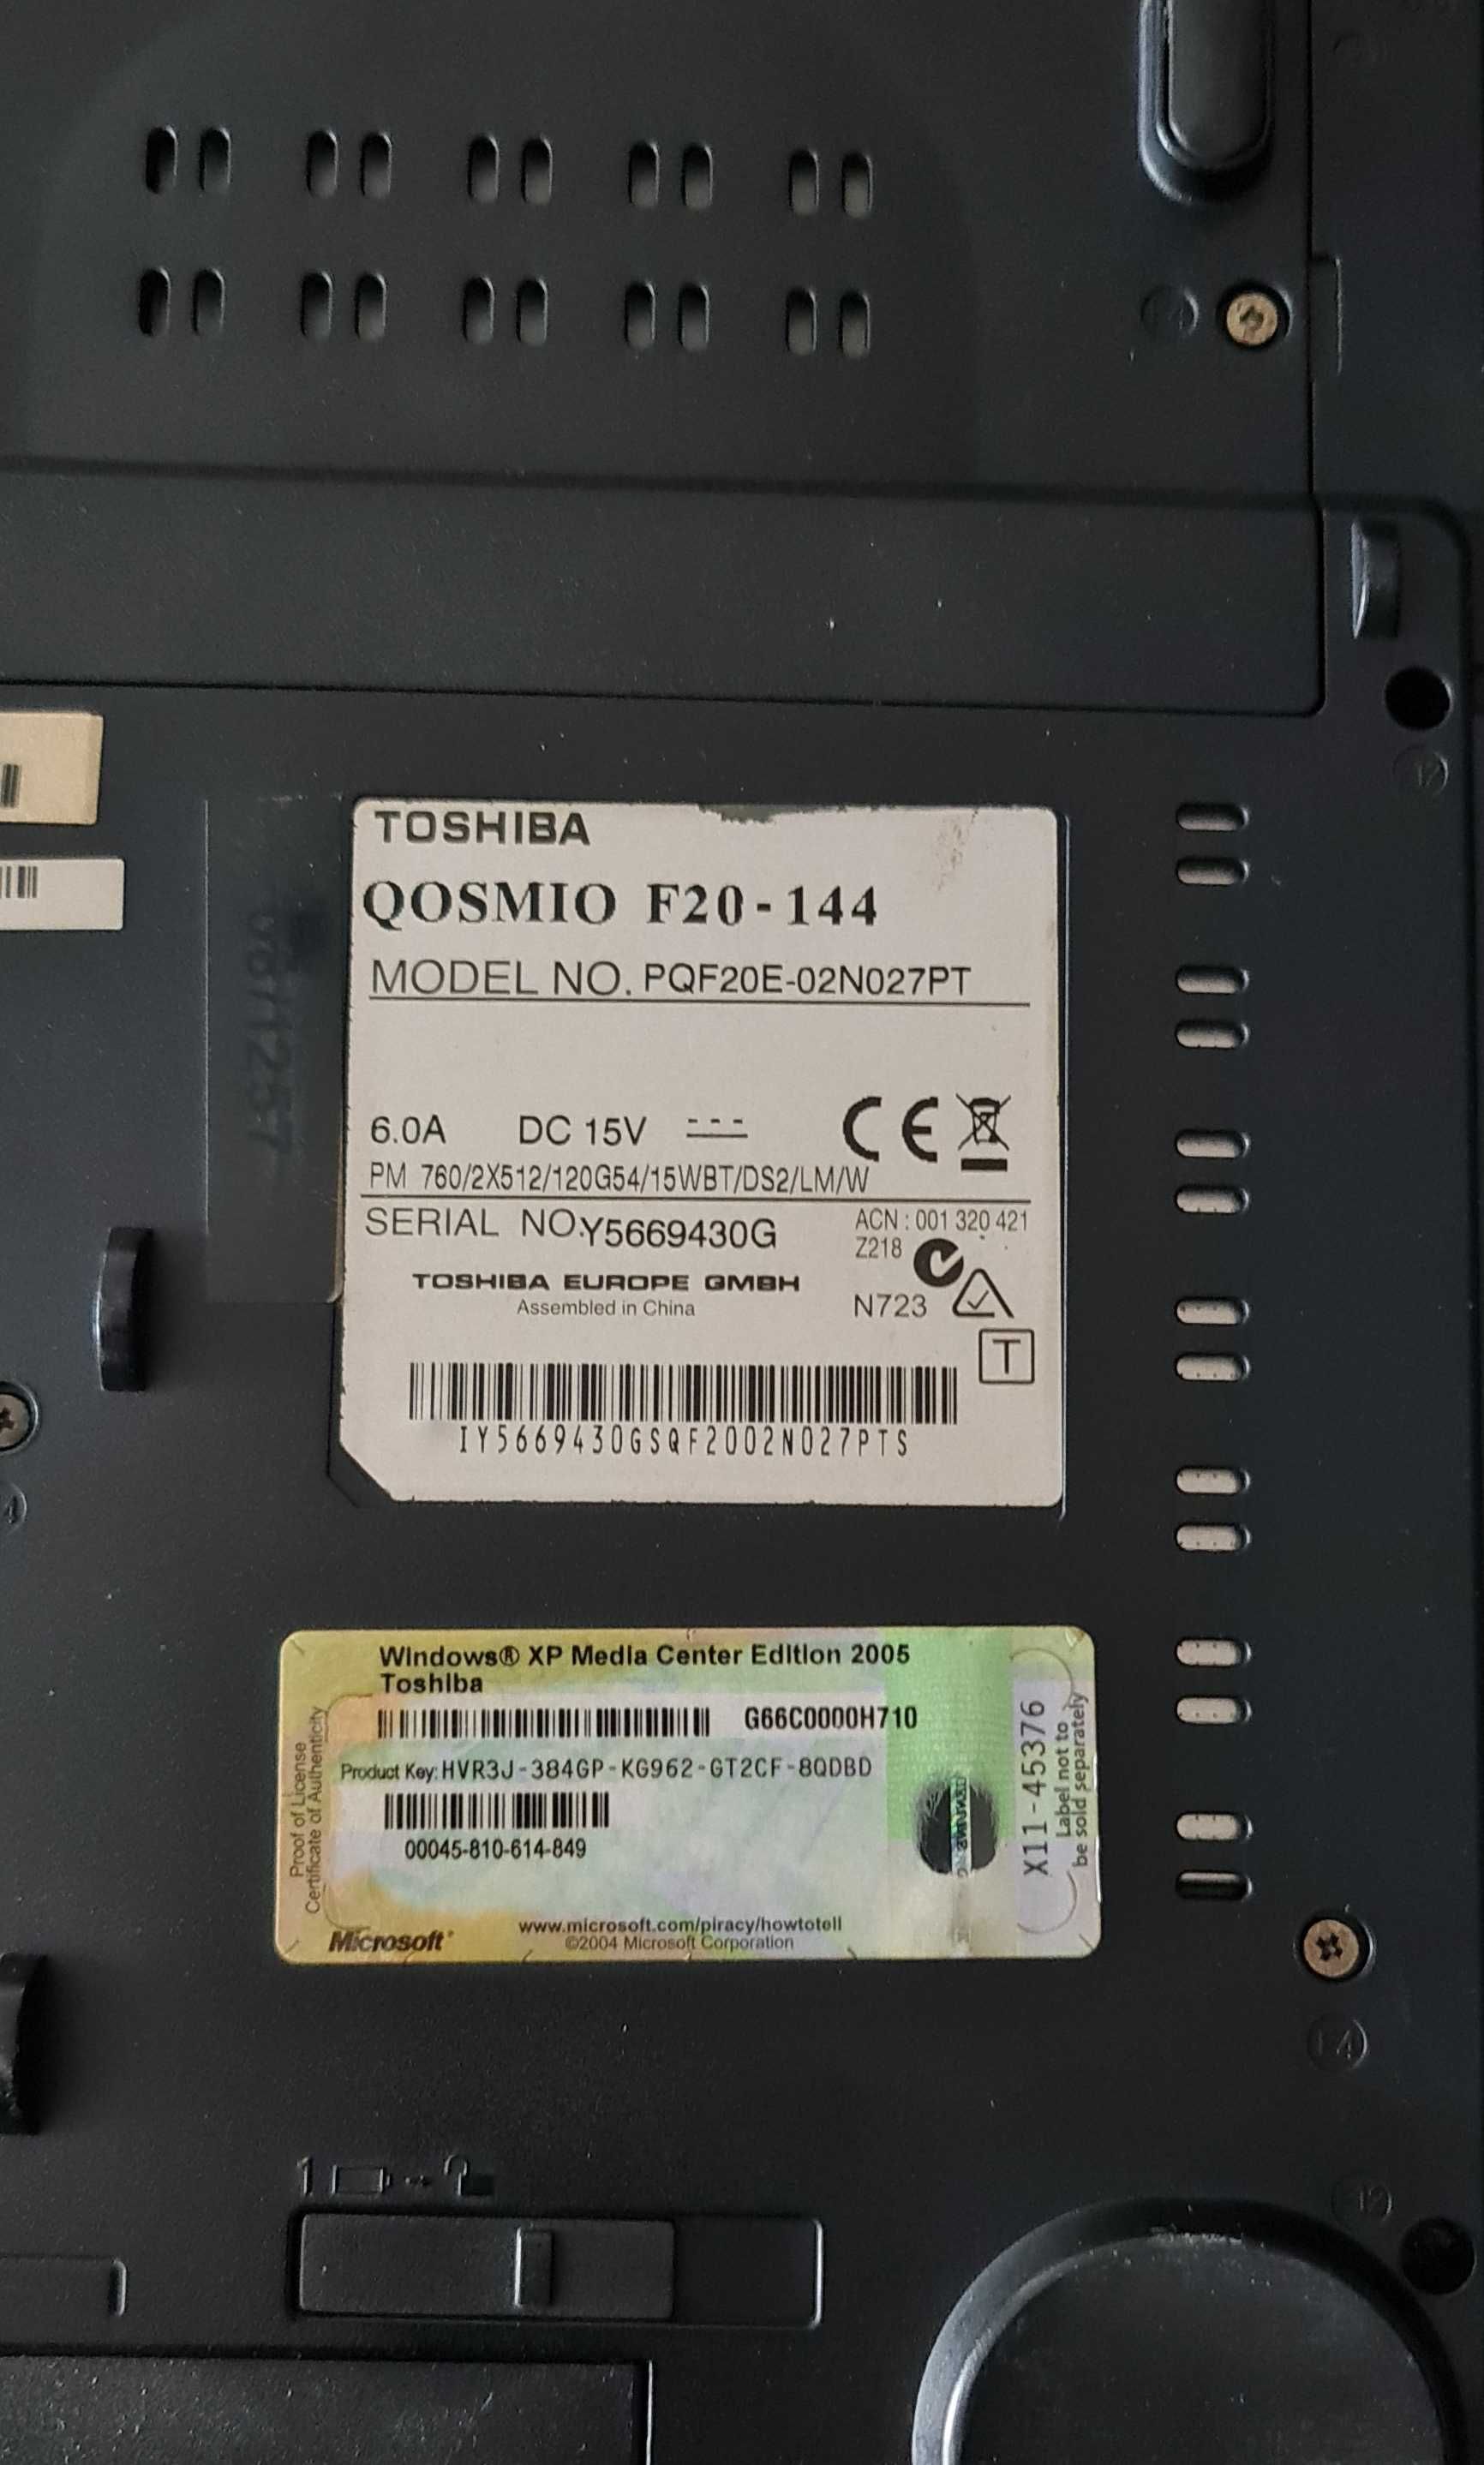 TOSHIBA
QOSMIO F20-144
MODEL NO. PQF20E-02N027PT
6.0A DC 15V
CE
PM 760/2X512/120G54/15WBT/DS2/LM/W
SERIAL NO.Y5669430G
ACN : 001 320 421
Z218
TOSHIBA EUROPE GMBH
Assembled in China
N723
T
IY5669430GSQF2002N027PTS
Windows® XP Media Center Edition 2005
Toshiba
G66C0000H710
Product Key: HVR3J-384GP-KG962-GT2CF-8QDBD
00045-810-614-849
Proof of License
Certificate of Authenticity
Microsoft®
www.microsoft.com/piracy/howtotell
©2004 Microsoft Corporation
X11-45376
Label not to
be sold separately
F4
1